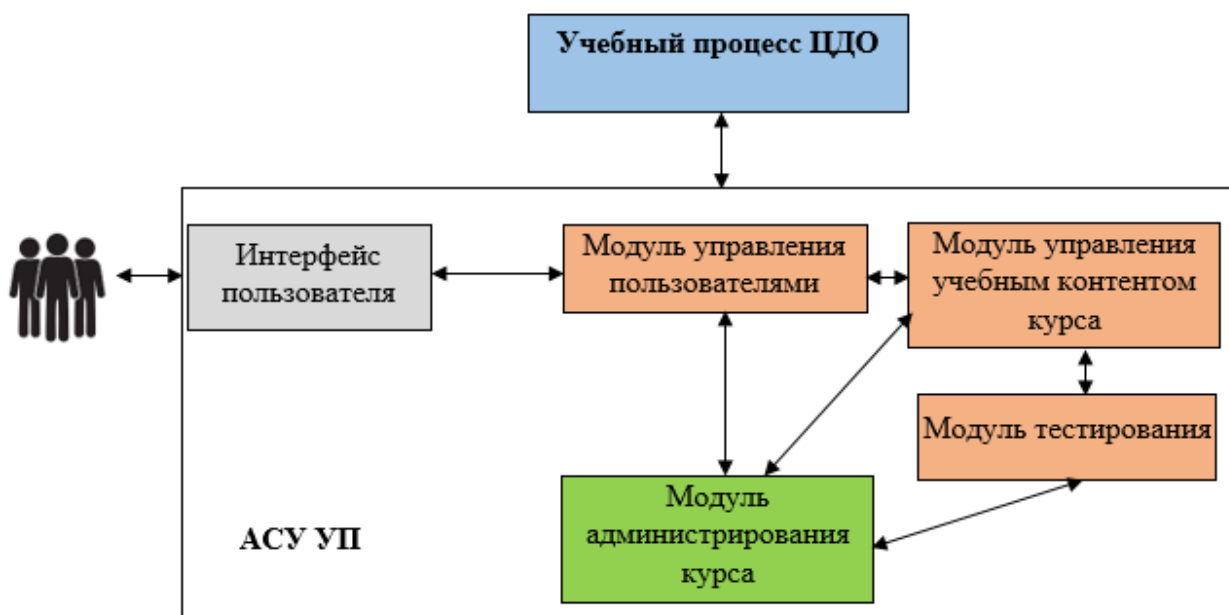 Учебный процесс ЦДО
Интерфейс
пользователя
Модуль управления
пользователями
Модуль управления
учебным контентом
курса
Модуль тестирования
Модуль
администрирования
курса
АСУ УП